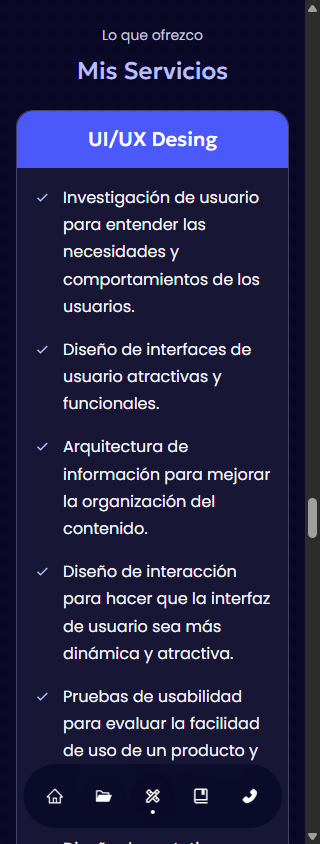 Lo que ofrezco
Mis Servicios
UI/UX Desing
Investigación de usuario
para entender las
necesidades y
comportamientos de los
usuarios.
Diseño de interfaces de
usuario atractivas y
funcionales.
Arquitectura de
información para mejorar
la organización del
contenido.
Diseño de interacción
para hacer que la interfaz
de usuario sea más
dinámica y atractiva.
Pruebas de usabilidad
para evaluar la facilidad
de uso de un producto y